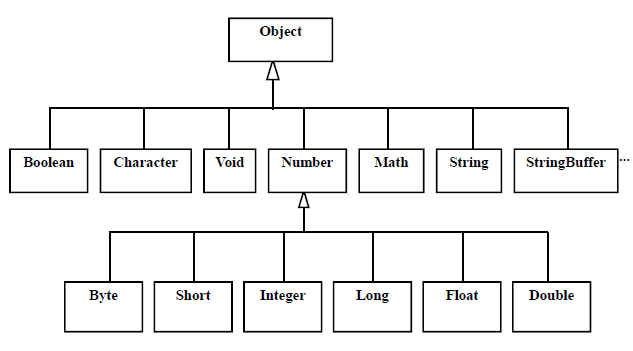 Object
Boolean
Character
Void
Number
Math
String
StringBuffer
...
Byte
Short
Integer
Long
Float
Double